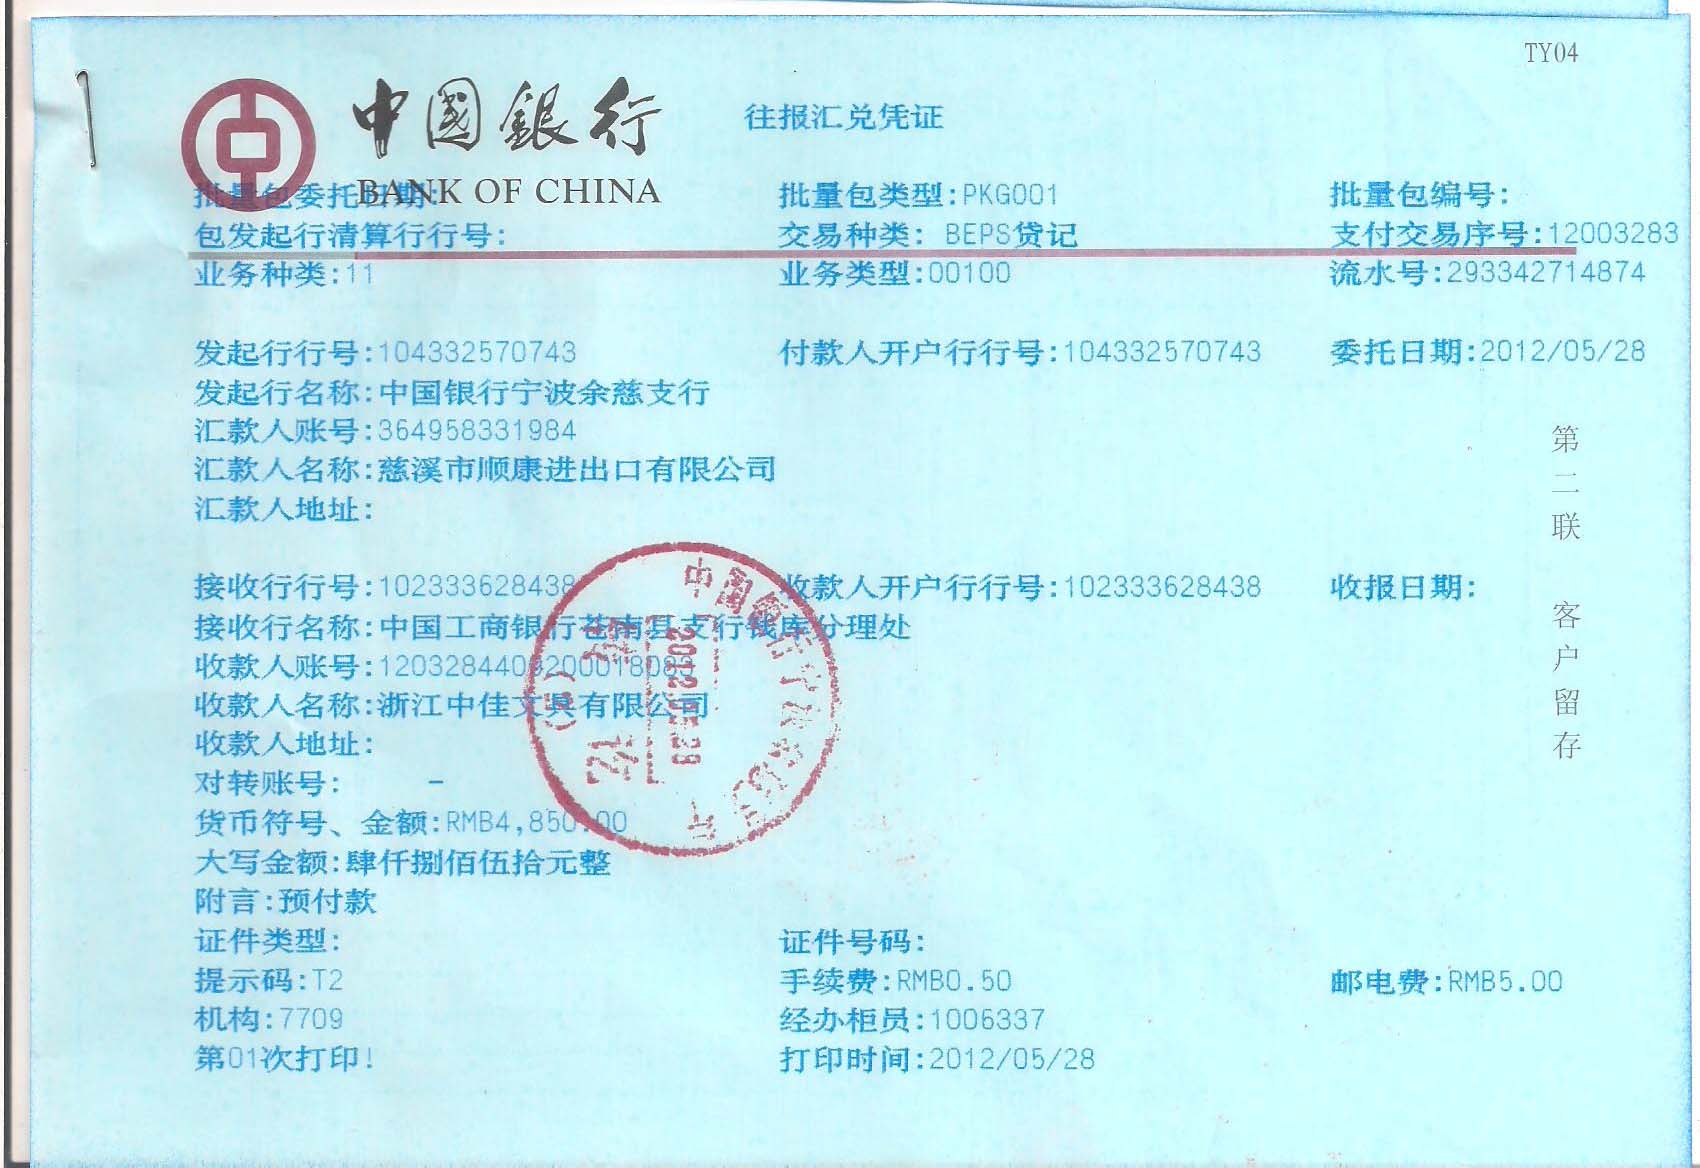 TY04
中國銀行
BANK OF CHINA
往报汇兑凭证
批量包委托日期: 批量包类型:PKG001 批量包编号:
包发起行清算行行号: 交易种类: BEPS贷记 支付交易序号:12003283
业务种类:11 业务类型:00100 流水号:293342714874
发起行行号:104332570743 付款人开户行行号:104332570743 委托日期:2012/05/28
发起行名称:中国银行宁波余慈支行
汇款人账号:364958331984
汇款人名称:慈溪市顺康进出口有限公司
汇款人地址:
接收行行号:102333628438 收款人开户行行号:102333628438 收报日期:
接收行名称:中国工商银行苍南县支行钱库分理处
收款人账号:1203284409200018083
收款人名称:浙江中佳文具有限公司
收款人地址:
对转账号: -
货币符号、金额:RMB4,850.00
大写金额:肆仟捌佰伍拾元整
附言:预付款
证件类型: 证件号码:
提示码:T2 手续费:RMB0.50 邮电费:RMB5.00
机构:7709 经办柜员:1006337
第01次打印! 打印时间:2012/05/28
第二联 客户留存
中国银行宁波